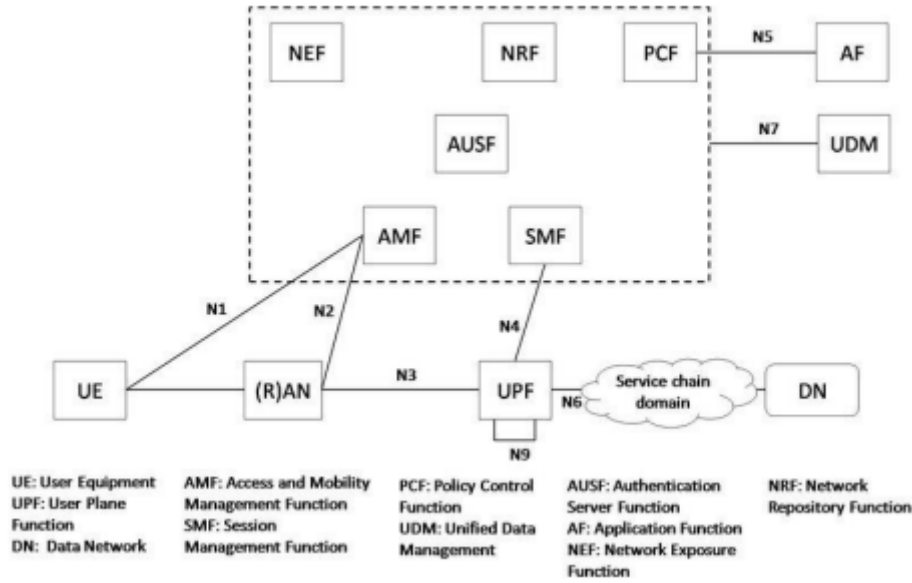 NEF
NRF
PCF
N5
AF
AUSF
N7
UDM
AMF
SMF
N1
N2
N4
UE
(R)AN
N3
UPF
N6
Service chain
domain
DN
N9
UE: User Equipment
UPF: User Plane
Function
DN: Data Network
AMF: Access and Mobility
Management Function
SMF: Session
Management Function
PCF: Policy Control
Function
UDM: Unified Data
Management
AUSF: Authentication
Server Function
AF: Application Function
NEF: Network Exposure
Function
NRF: Network
Repository Function